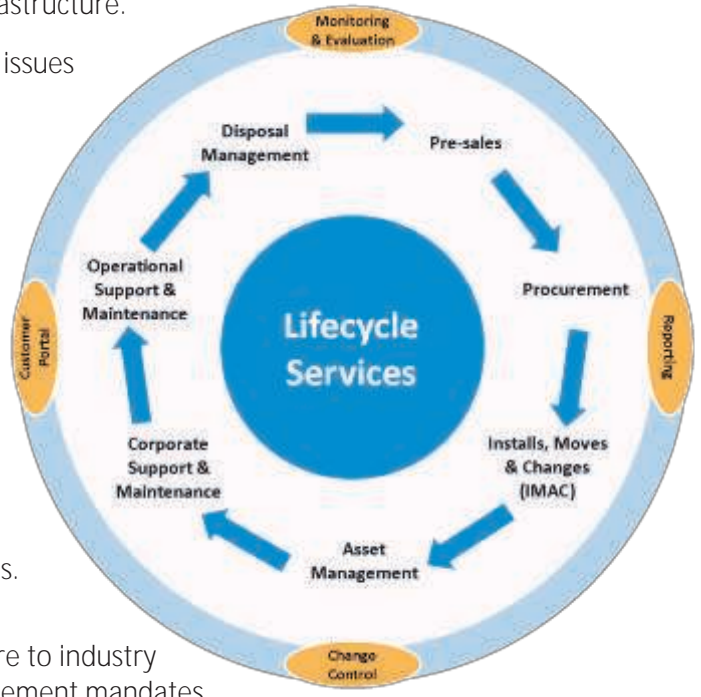 astructure.
issues
Monitoring
& Evaluation
Disposal
Management
Pre-sales
Operational
Support &
Maintenance
Procurement
Customer
Portal
Lifecycle
Services
Reporting
Corporate
Support &
Maintenance
Installs, Moves
& Changes
(IMAC)
Asset
Management
s.
Change
Control
re to industry
ement mandates